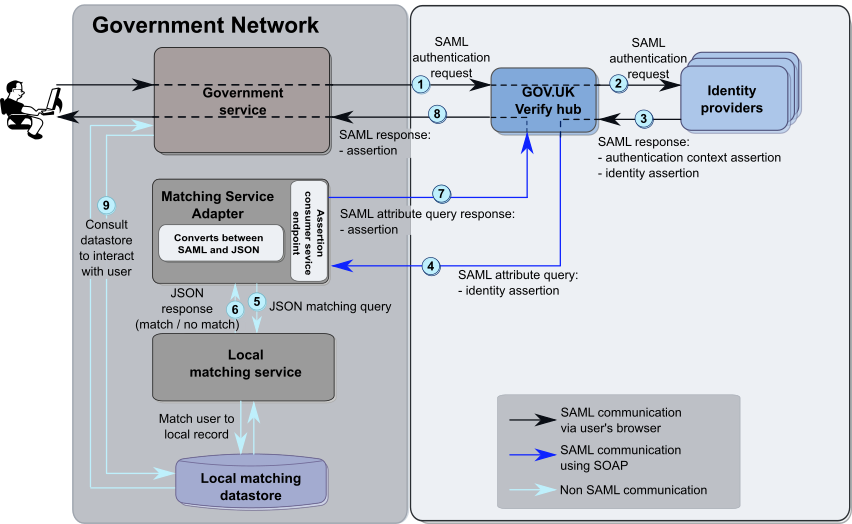 Government Network
SAML
authentication
request
SAML
authentication
request
1
2
Government
service
GOV.UK
Verify hub
Identity
providers
8
3
SAML response:
- assertion
SAML response:
- authentication context assertion
- identity assertion
Matching Service
Adapter
Converts between
SAML and JSON
Assertion
consumer sevice
endpoint
7
SAML attribute query response:
- assertion
9
Consult
datastore
to interact
with user
4
SAML attribute query:
- identity assertion
JSON
response
(match / no match)
6
5
JSON matching query
Local
matching service
Match user to
local record
Local matching
datastore
SAML communication
via user's browser
SAML communication
using SOAP
Non SAML communication